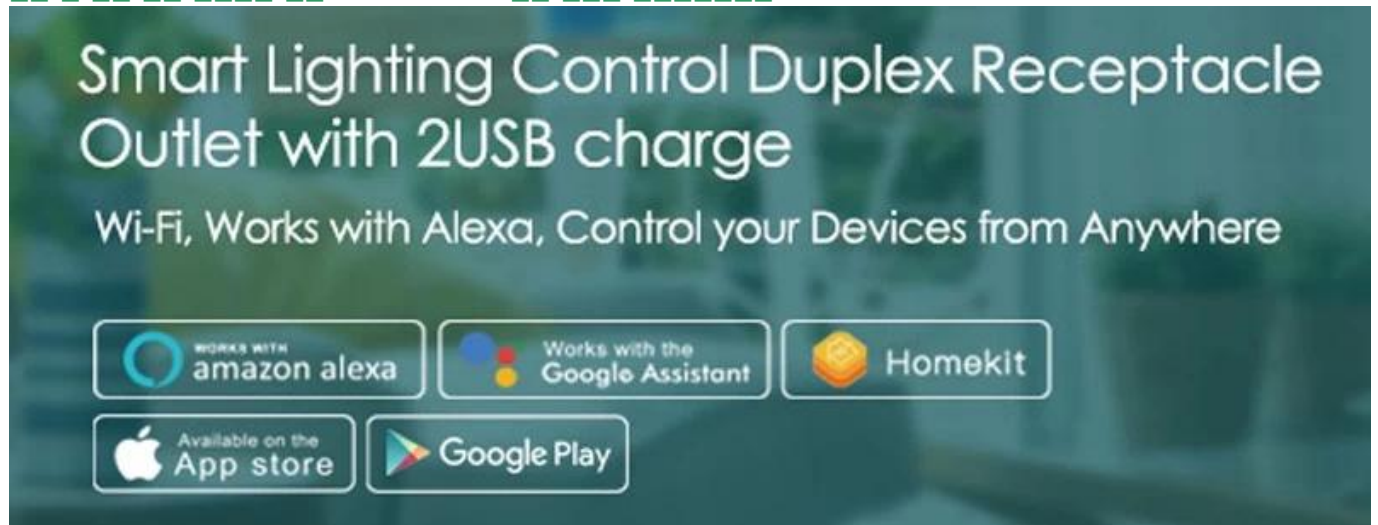 Smart Lighting Control Duplex Receptacle
Outlet with 2USB charge
Wi-Fi, Works with Alexa, Control your Devices from Anywhere
WORKS WITH
amazon alexa
Works with the
Google Assistant
Homekit
Available on the
App store
Google Play